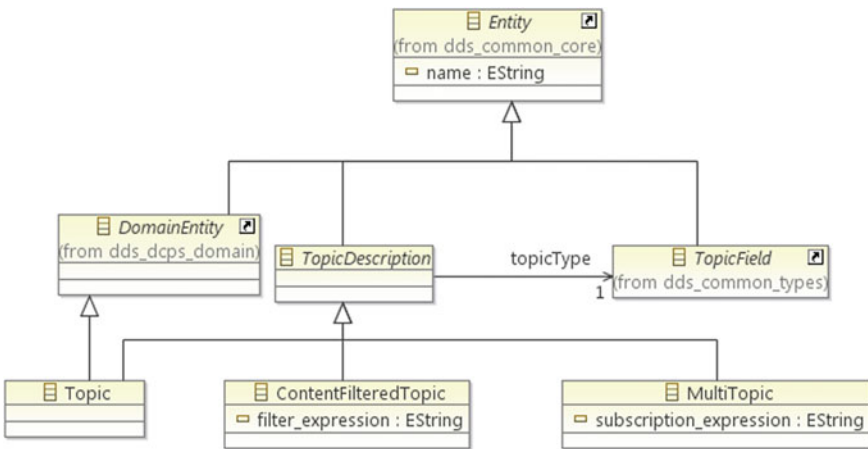 Entity
(from dds_common_core)
name : EString
DomainEntity
(from dds_dcps_domain)
TopicDescription
topicType
1
TopicField
(from dds_common_types)
Topic
ContentFilteredTopic
filter_expression : EString
MultiTopic
subscription_expression : EString